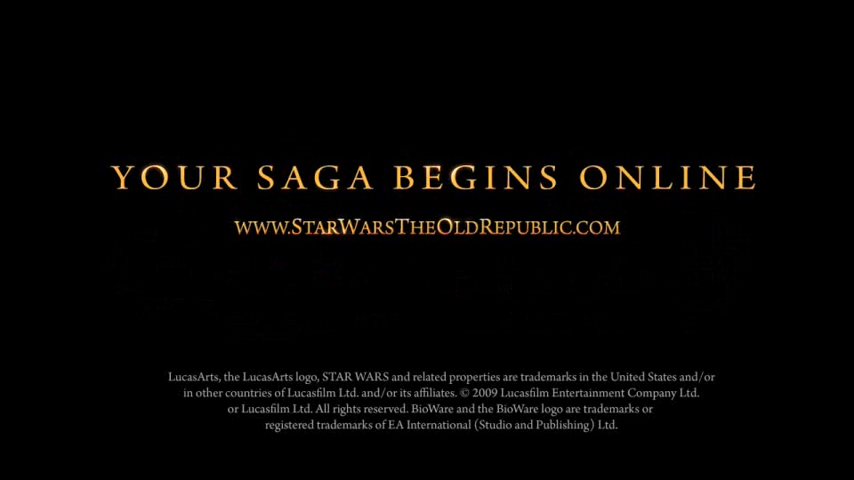 YOUR SAGA BEGINS ONLINE
WWW.STARWARSTHEOLDREPUBLIC.COM
LucasArts, the LucasArts logo, STAR WARS and related properties are trademarks in the United States and/or
in other countries of Lucasfilm Ltd. and/or its affiliates. © 2009 Lucasfilm Entertainment Company Ltd.
or Lucasfilm Ltd. All rights reserved. BioWare and the BioWare logo are trademarks or
registered trademarks of EA International (Studio and Publishing) Ltd.